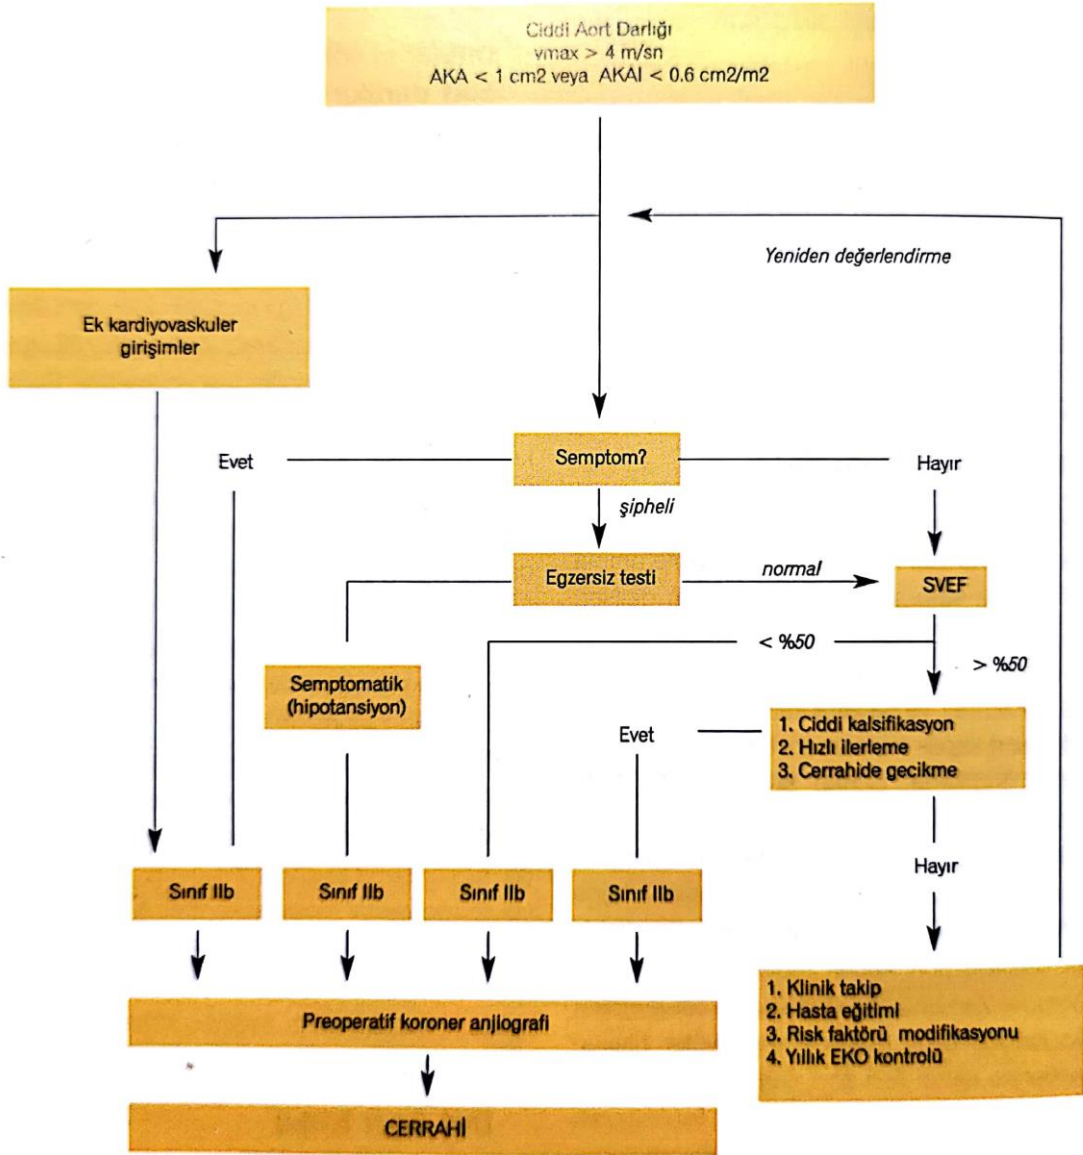 Ciddi Aort Darlığı
vmax > 4 m/sn
AKA < 1 cm2 veya AKAI < 0.6 cm2/m2
Yeniden değerlendirme
Ek kardiyovaskuler
girişimler
Evet
Semptom?
Hayır
şipheli
Egzersiz testi
normal
SVEF
< %50
> %50
Semptomatik
(hipotansiyon)
Evet
1. Ciddi kalsifikasyon
2. Hızlı ilerleme
3. Cerrahide gecikme
Hayır
Sınıf IIb
Sınıf IIb
Sınıf IIb
Sınıf IIb
Preoperatif koroner anjiografi
1. Klinik takip
2. Hasta eğitimi
3. Risk faktörü modifikasyonu
4. Yıllık EKO kontrolü
CERRAHİ